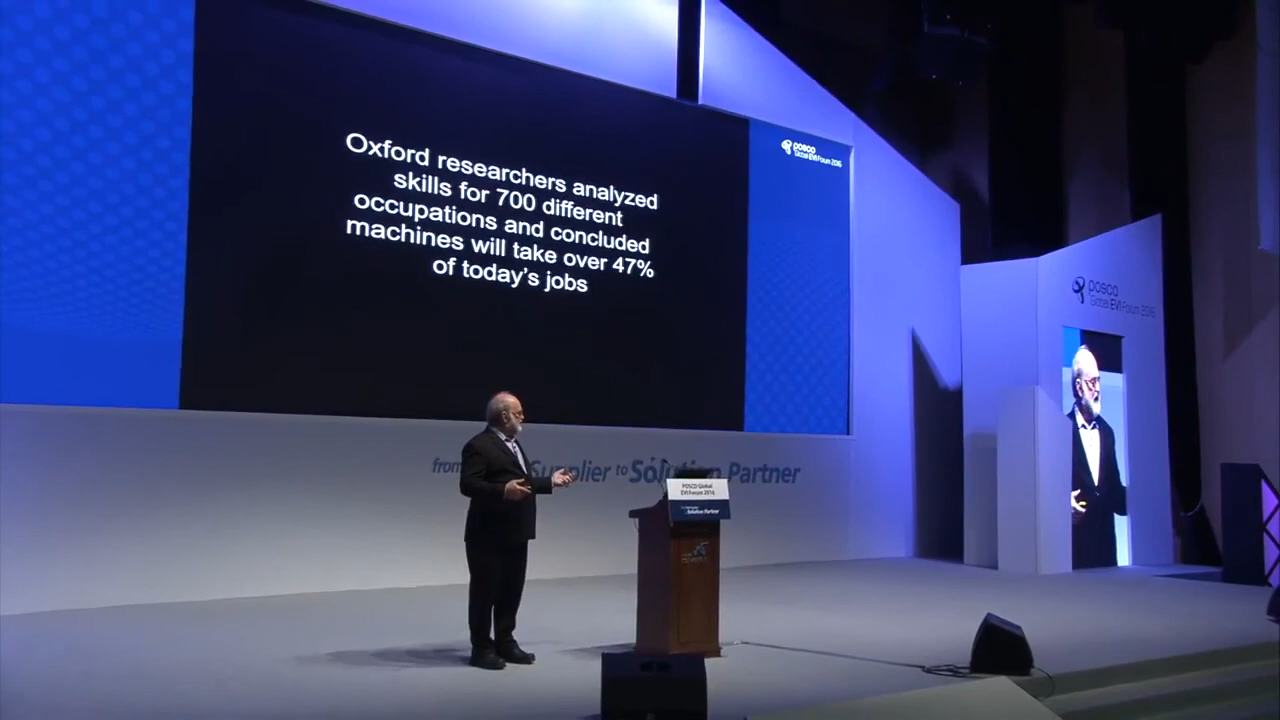 Oxford researchers analyzed
skills for 700 different
occupations and concluded
machines will take over 47%
of today's jobs
posco
Global EVI Forum 2016
posco
Global EVI Forum 2016
from Supplier to Solution Partner
POSCO Global
EVI Forum 2016
Solution Partner